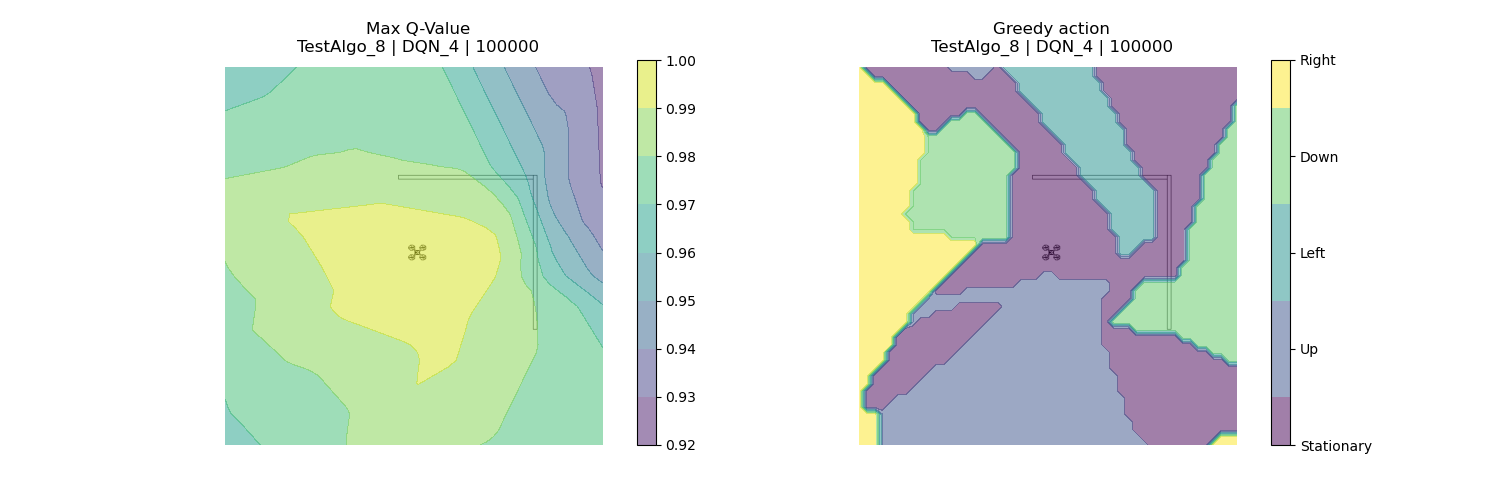 Max Q-Value
TestAlgo_8 | DQN_4 | 100000
1.00
0.99
0.98
0.97
0.96
0.95
0.94
0.93
0.92
Greedy action
TestAlgo_8 | DQN_4 | 100000
Right
Down
Left
Up
Stationary